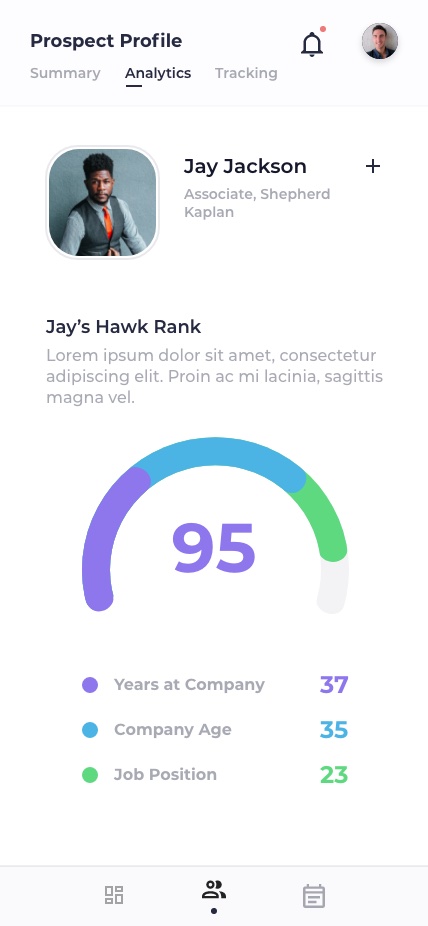 Prospect Profile
Summary Analytics Tracking
Jay Jackson
Associate, Shepherd
Kaplan
Jay’s Hawk Rank
Lorem ipsum dolor sit amet, consectetur
adipiscing elit. Proin ac mi lacinia, sagittis
magna vel.
95
Years at Company 37
Company Age 35
Job Position 23